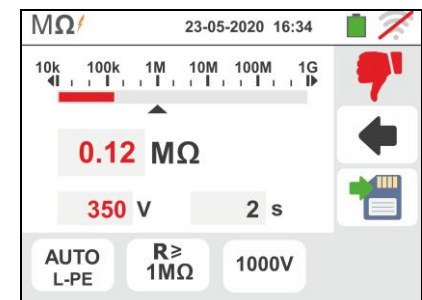 MΩ 23-05-2020 16:34
10k 100k 1M 10M 100M 1G
0.12 MΩ
350 V 2 s
AUTO L-PE
R≥ 1MΩ
1000V